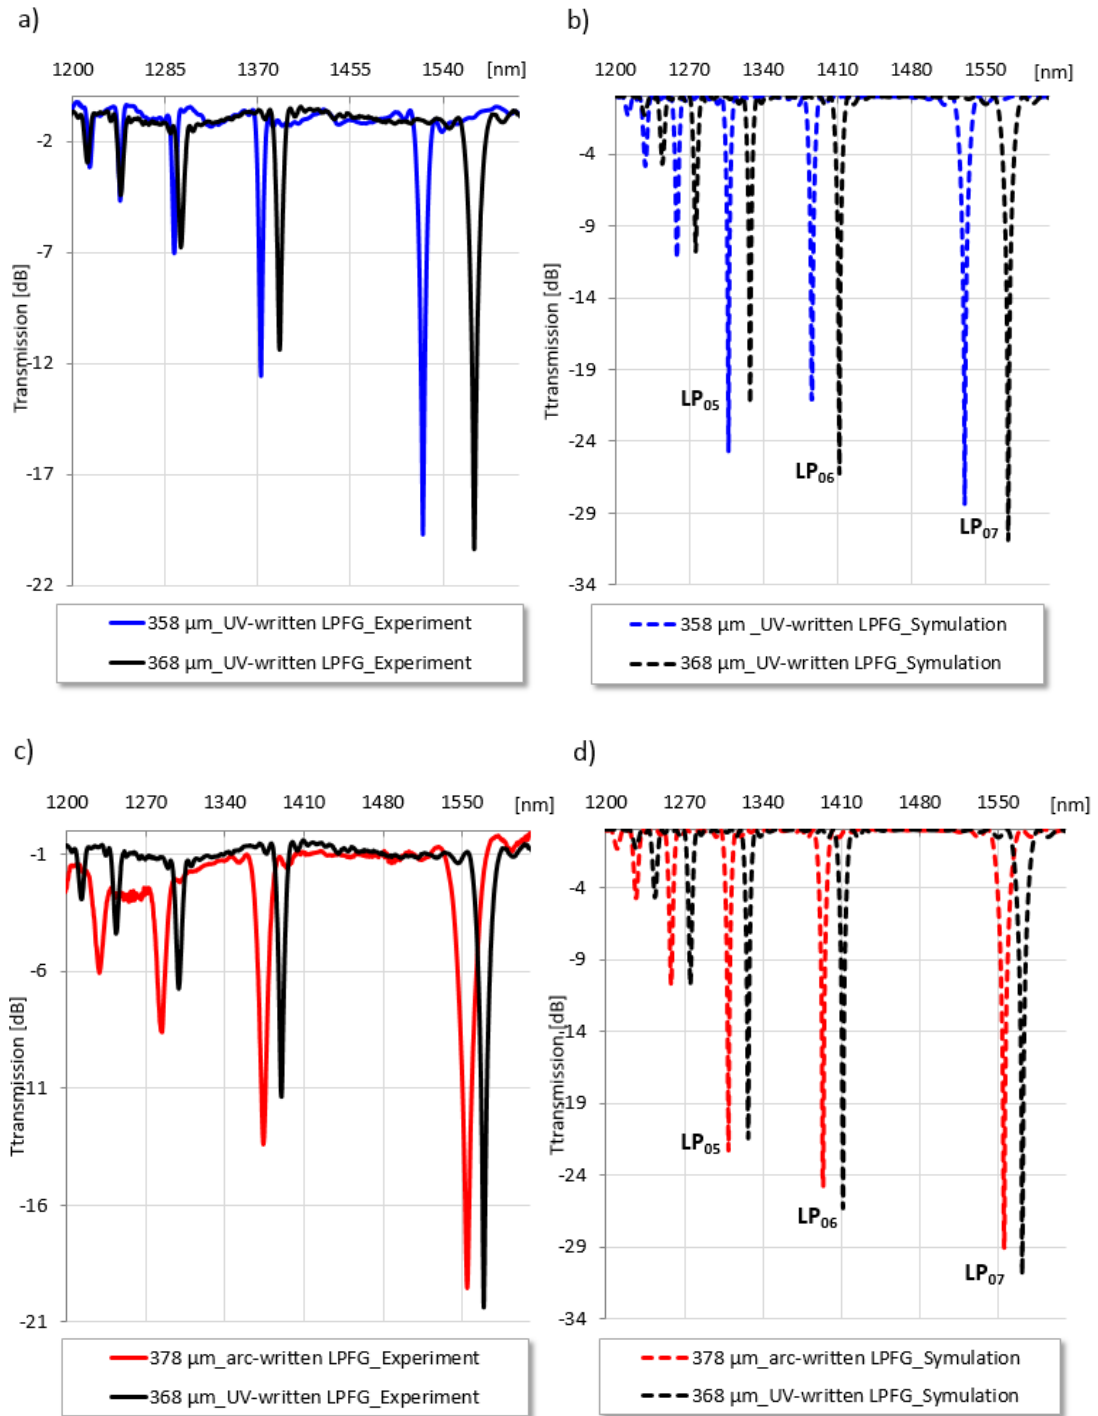 a)
1200 1285 1370 1455 1540 [nm]
-2
-7
-12
-17
-22
Transmission [dB]
358 µm_UV-written LPFG_Experiment
368 µm_UV-written LPFG_Experiment
b)
1200 1270 1340 1410 1480 1550 [nm]
-4
-9
-14
-19
-24
-29
-34
Ttransmission [dB]
LP05
LP06
LP07
358 µm _UV-written LPFG_Symulation
368 µm_UV-written LPFG_Symulation
c)
1200 1270 1340 1410 1480 1550 [nm]
-1
-6
-11
-16
-21
Ttransmission [dB]
378 µm_arc-written LPFG_Experiment
368 µm_UV-written LPFG_Experiment
d)
1200 1270 1340 1410 1480 1550 [nm]
-4
-9
-14
-19
-24
-29
-34
Ttransmission [dB]
LP05
LP06
LP07
378 µm_arc-written LPFG_Symulation
368 µm_UV-written LPFG_Symulation